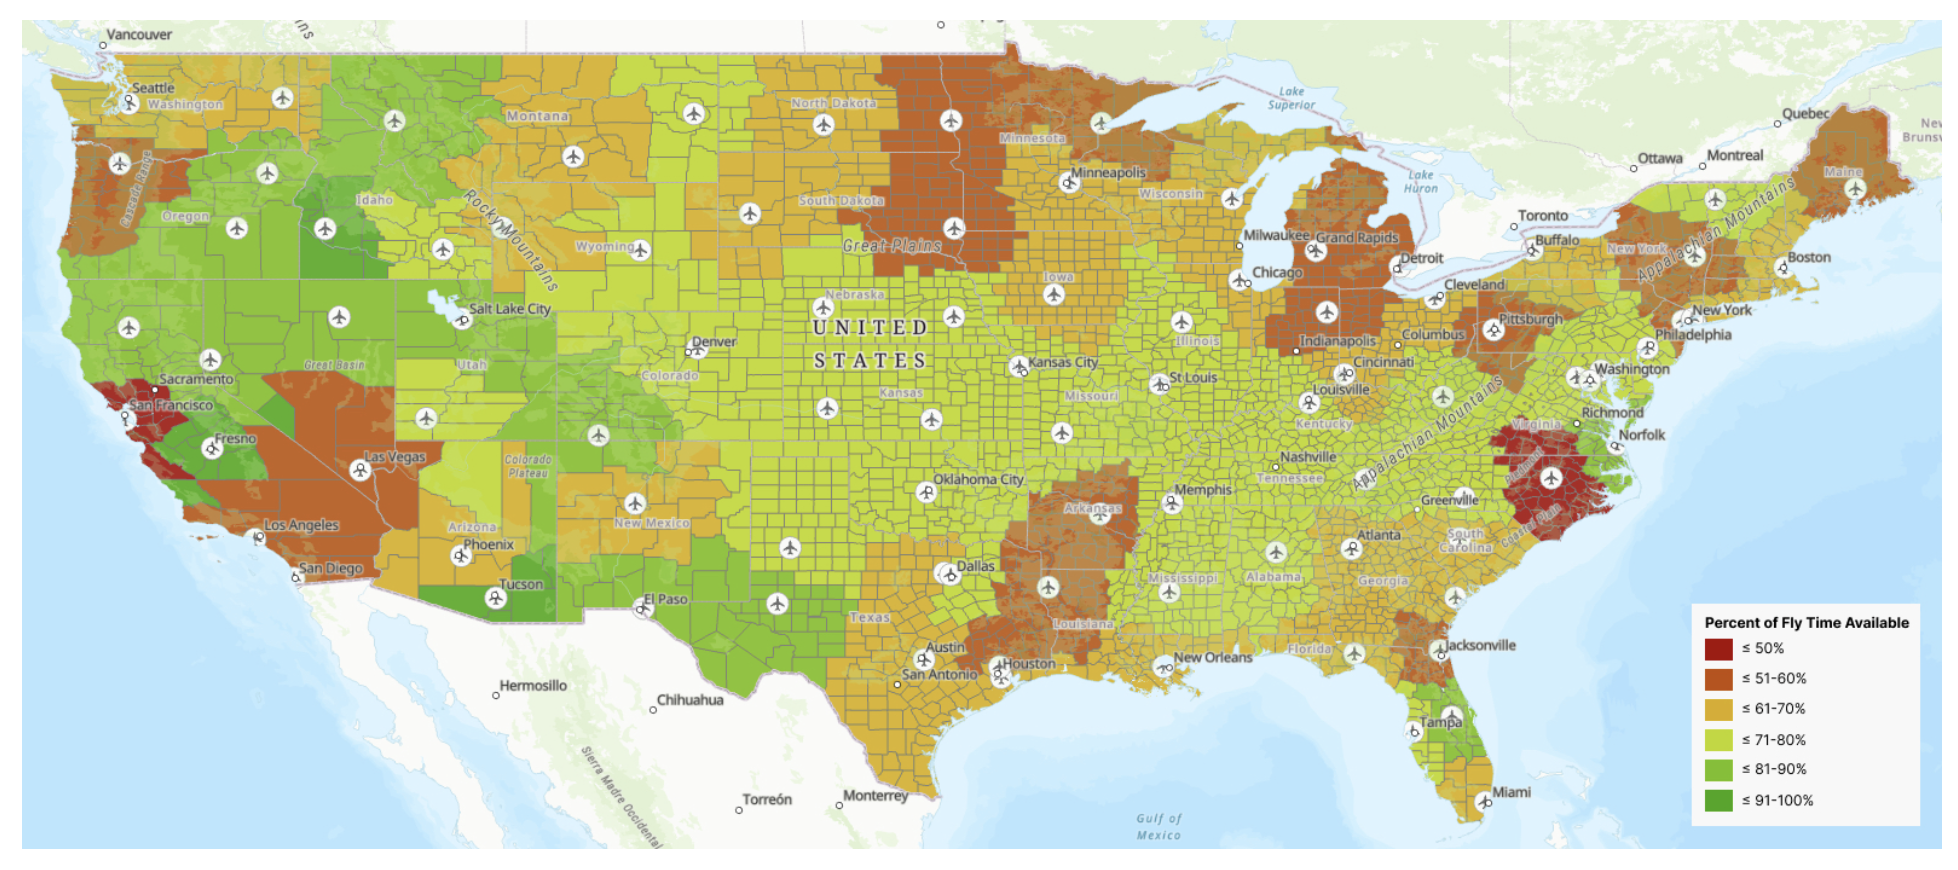 Vancouver
Seattle
Washington
Montana
North Dakota
Minnesota
Lake
Superior
Quebec
Ottawa
Montreal
Maine
Cascade Range
Oregon
Idaho
Rocky Mountains
Wyoming
South Dakota
Great Plains
Minneapolis
Wisconsin
Lake
Huron
Toronto
Buffalo
New York
Appalachian Mountains
Boston
Milwaukee
Grand Rapids
Detroit
Chicago
Cleveland
Iowa
Nebraska
Salt Lake City
UNITED
STATES
Great Basin
Utah
Denver
Colorado
Kansas
Kansas City
Missouri
St Louis
Illinois
Indianapolis
Columbus
Cincinnati
Louisville
Kentucky
Pittsburgh
New York
Philadelphia
Washington
Richmond
Virginia
Norfolk
Piedmont
Appalachian Mountains
Sacramento
San Francisco
Fresno
Las Vegas
Colorado
Plateau
Los Angeles
San Diego
Arizona
Phoenix
Tucson
New Mexico
El Paso
Oklahoma City
Arkansas
Memphis
Nashville
Tennessee
Greenville
Coastal Plain
South
Carolina
Atlanta
Georgia
Alabama
Mississippi
Louisiana
Dallas
Texas
Austin
San Antonio
Houston
New Orleans
Florida
Jacksonville
Tampa
Miami
Hermosillo
Chihuahua
Sierra Madre Occidental
Torreón
Monterrey
Gulf of
Mexico
Percent of Fly Time Available
≤ 50%
≤ 51-60%
≤ 61-70%
≤ 71-80%
≤ 81-90%
≤ 91-100%